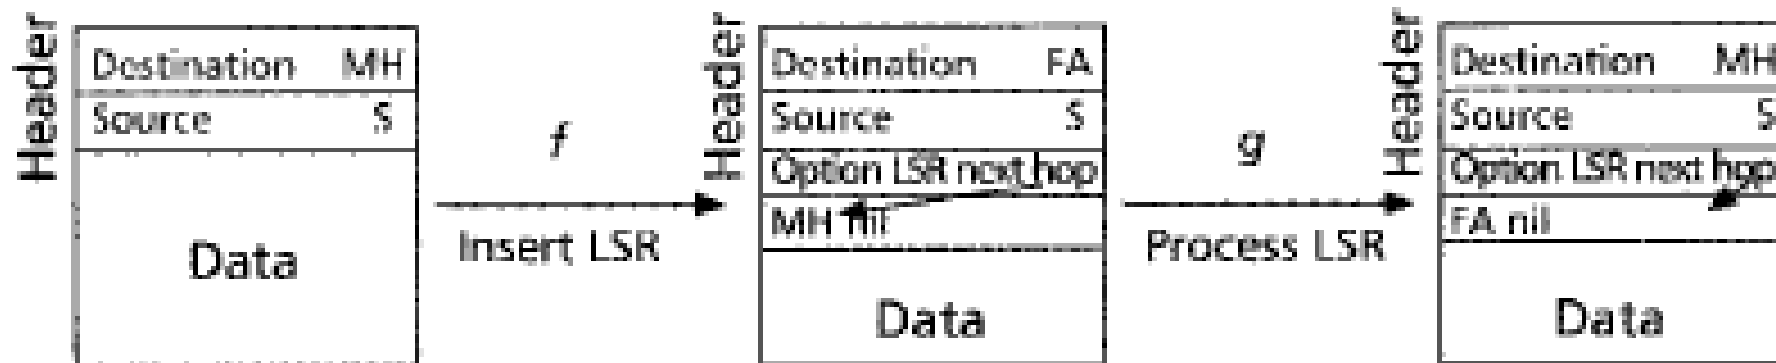 Header
Destination MH
Source S
Data
f
Insert LSR
Header
Destination FA
Source S
Option LSR next hop
MH nil
Data
g
Process LSR
Header
Destination MH
Source S
Option LSR next hop
FA nil
Data